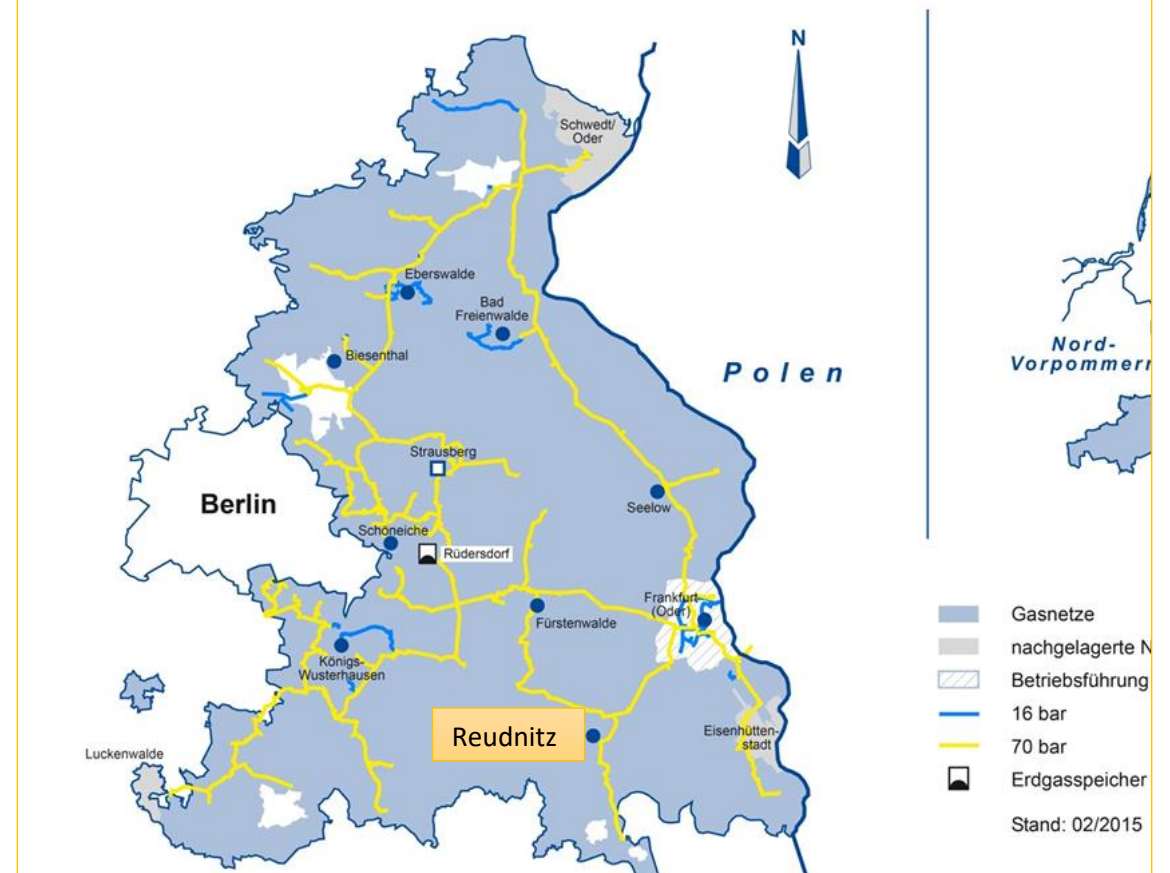 N
Schwedt/
Oder
Eberswalde
Bad
Freienwalde
Biesenthal
Polen
Nord-
Vorpommern
Strausberg
Berlin
Seelow
Schöneiche
Rüdersdorf
Frankfurt
(Oder)
Fürstenwalde
Königs-
Wusterhausen
Reudnitz
Eisenhütten-
stadt
Luckenwalde
Gasnetze
nachgelagerte N
Betriebsführung
16 bar
70 bar
Erdgasspeicher
Stand: 02/2015